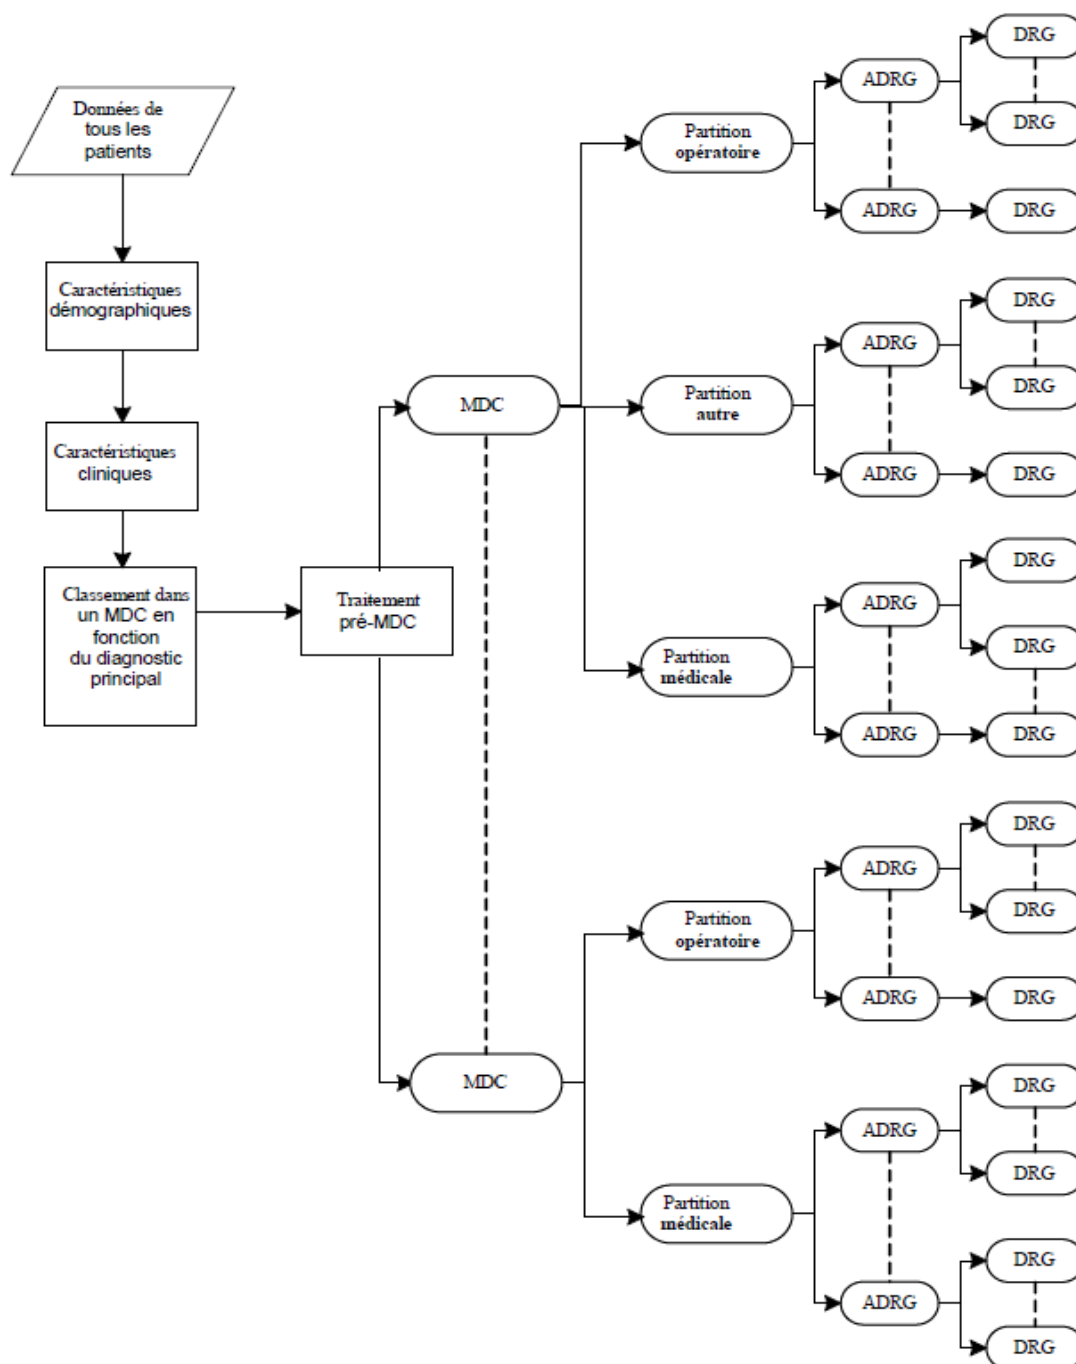 Données de
tous les
patients
Caractéristiques
démographiques
Caractéristiques
cliniques
Classement dans
un MDC en
fonction
du diagnostic
principal
Traitement
pré-MDC
MDC
MDC
Partition
opératoire
ADRG
DRG
DRG
ADRG
DRG
Partition
autre
ADRG
DRG
DRG
ADRG
DRG
Partition
médicale
ADRG
DRG
DRG
ADRG
DRG
Partition
opératoire
ADRG
DRG
DRG
ADRG
DRG
Partition
médicale
ADRG
DRG
DRG
ADRG
DRG
DRG